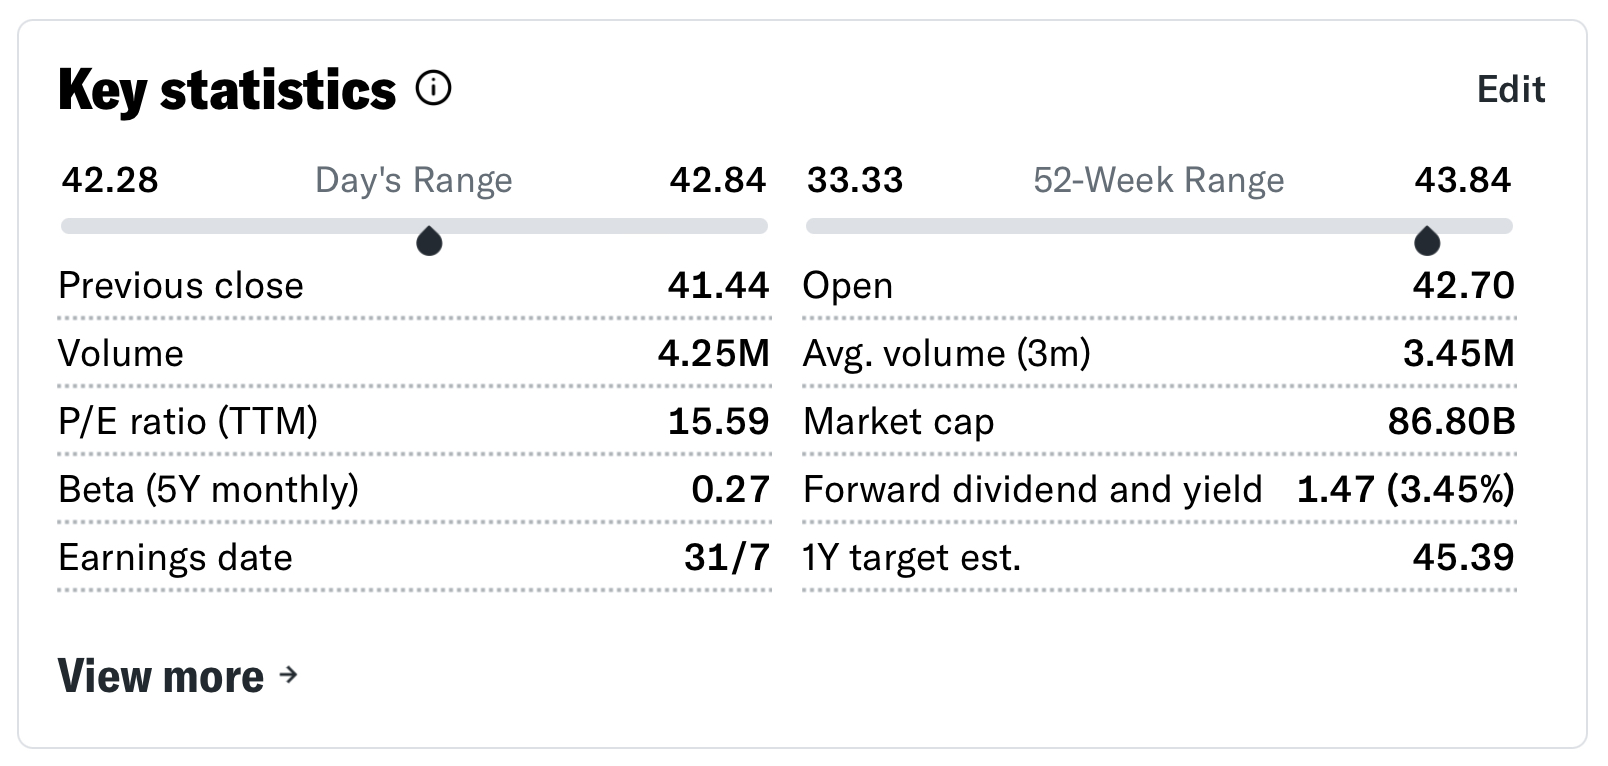 Key statistics
Edit
42.28 Day's Range 42.84
33.33 52-Week Range 43.84
Previous close 41.44
Open 42.70
Volume 4.25M
Avg. volume (3m) 3.45M
P/E ratio (TTM) 15.59
Market cap 86.80B
Beta (5Y monthly) 0.27
Forward dividend and yield 1.47 (3.45%)
Earnings date 31/7
1Y target est. 45.39
View more →